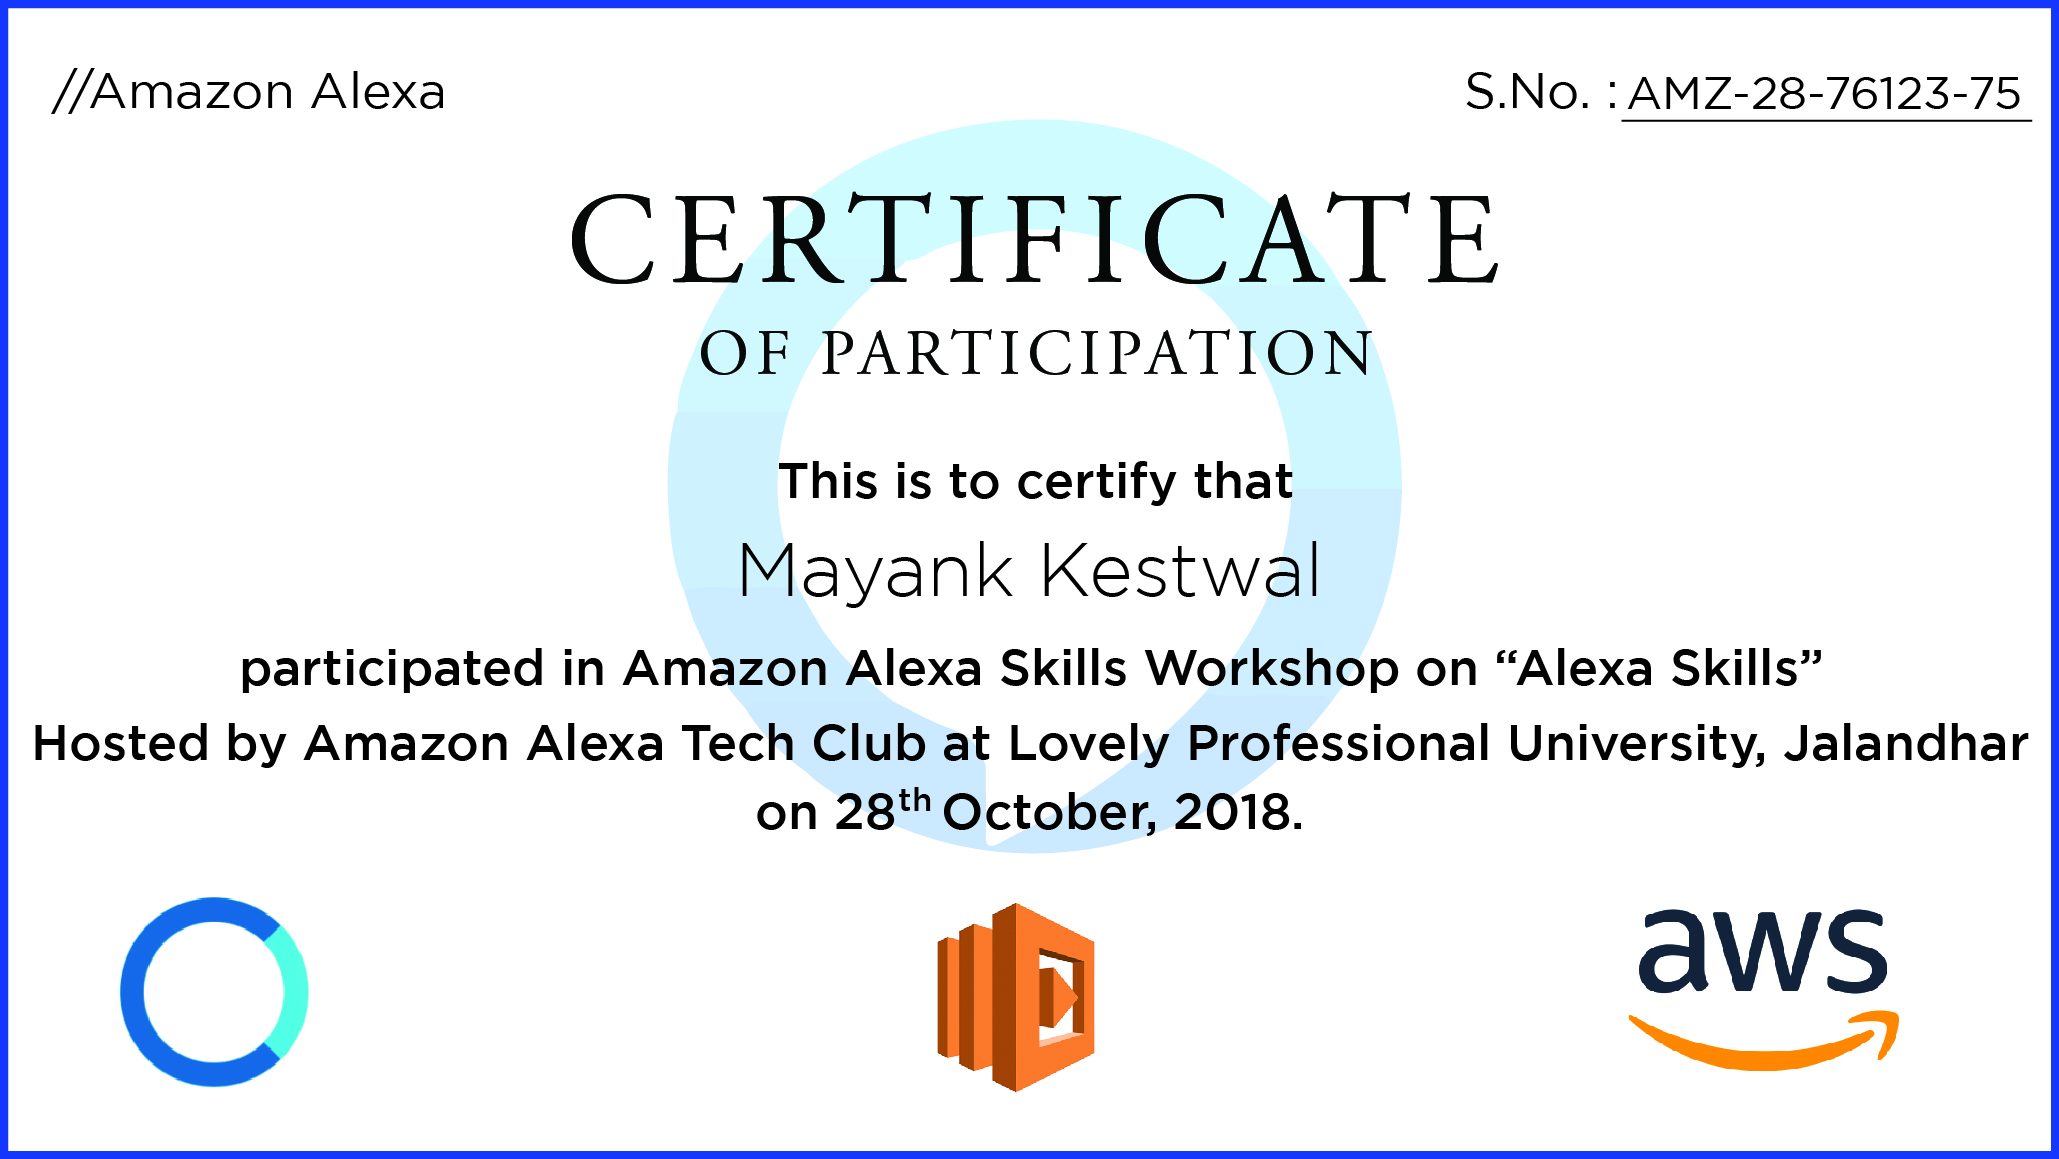 //Amazon Alexa
S.No. : AMZ-28-76123-75
CERTIFICATE
OF PARTICIPATION
This is to certify that
Mayank Kestwal
participated in Amazon Alexa Skills Workshop on “Alexa Skills”
Hosted by Amazon Alexa Tech Club at Lovely Professional University, Jalandhar
on 28th October, 2018.
aws